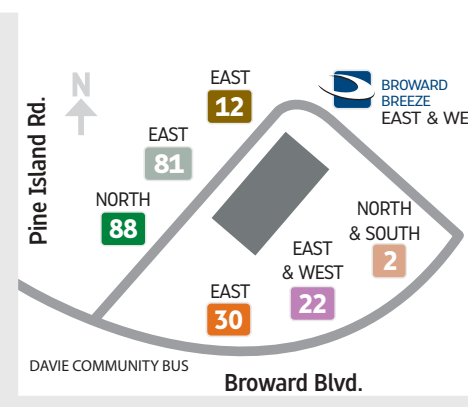 N
EAST
12
BROWARD
BREEZE
EAST & WE
EAST
81
Pine Island Rd.
NORTH
88
NORTH
& SOUTH
2
EAST
& WEST
22
EAST
30
DAVIE COMMUNITY BUS
Broward Blvd.